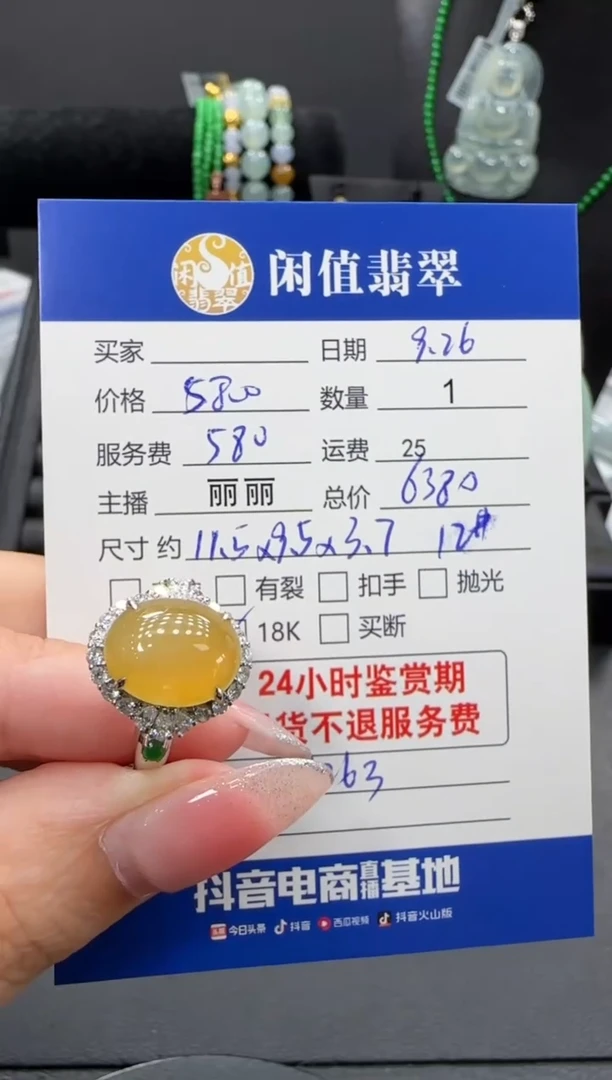 闲值翡翠
闲值翡翠
买家 日期 9.26
价格 5800 数量 1
服务费 580 运费 25
主播 丽丽 总价 6380
尺寸 约 11.5x9.5x3.7 12#
有裂 扣手 抛光
18K 买断
24小时鉴赏期
货不退服务费
263
抖音电商直播基地
头条 今日头条 抖音 西瓜视频 抖音火山版